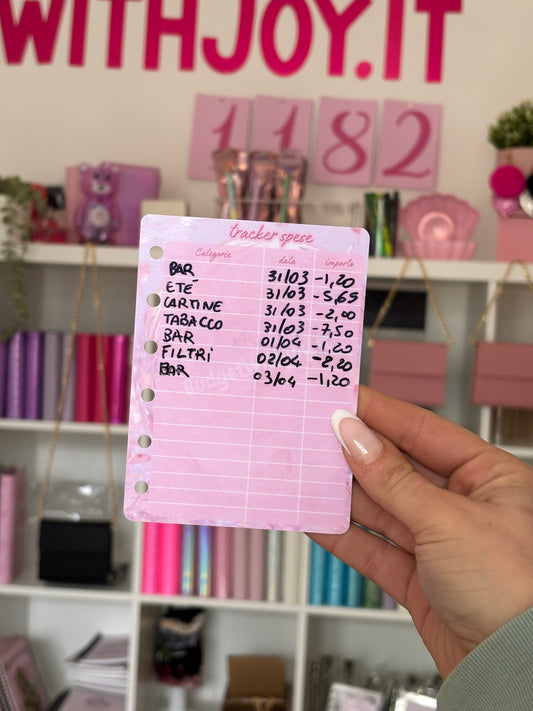 WITHJOY.IT
1182
tracker spese
Categorie data importo
BAR 31/03 -1,20
ETÉ 31/03 -5,65
CARTINE 31/03 -2,00
TABACCO 31/03 -7,50
BAR 01/04 -1,20
FILTRI 02/04 -2,20
BAR 03/04 -1,20